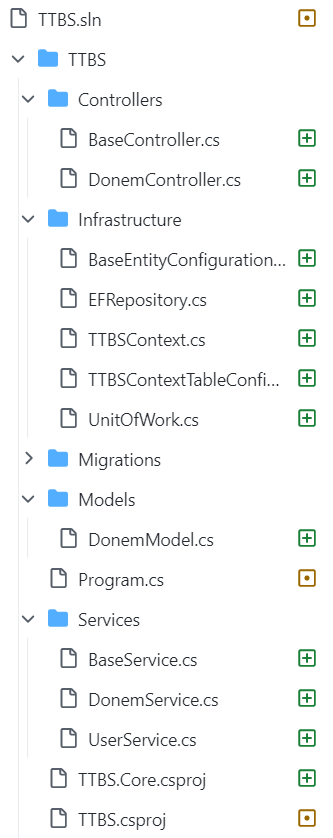 TTBS.sln
TTBS
Controllers
BaseController.cs
DonemController.cs
Infrastructure
BaseEntityConfiguration...
EFRepository.cs
TTBSContext.cs
TTBSContextTableConfi...
UnitOfWork.cs
Migrations
Models
DonemModel.cs
Program.cs
Services
BaseService.cs
DonemService.cs
UserService.cs
TTBS.Core.csproj
TTBS.csproj